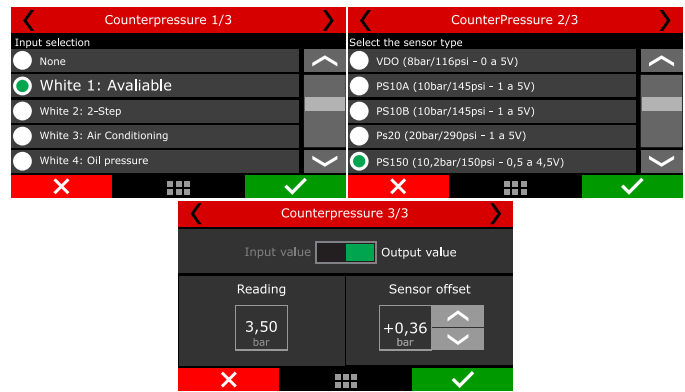 Counterpressure 1/3
Input selection
None
White 1: Avaliable
White 2: 2-Step
White 3: Air Conditioning
White 4: Oil pressure
CounterPressure 2/3
Select the sensor type
VDO (8bar/116psi - 0 a 5V)
PS10A (10bar/145psi - 1 a 5V)
PS10B (10bar/145psi - 1 a 5V)
Ps20 (20bar/290psi - 1 a 5V)
PS150 (10,2bar/150psi - 0,5 a 4,5V)
Counterpressure 3/3
Input value Output value
Reading
3,50
bar
Sensor offset
+0,36
bar